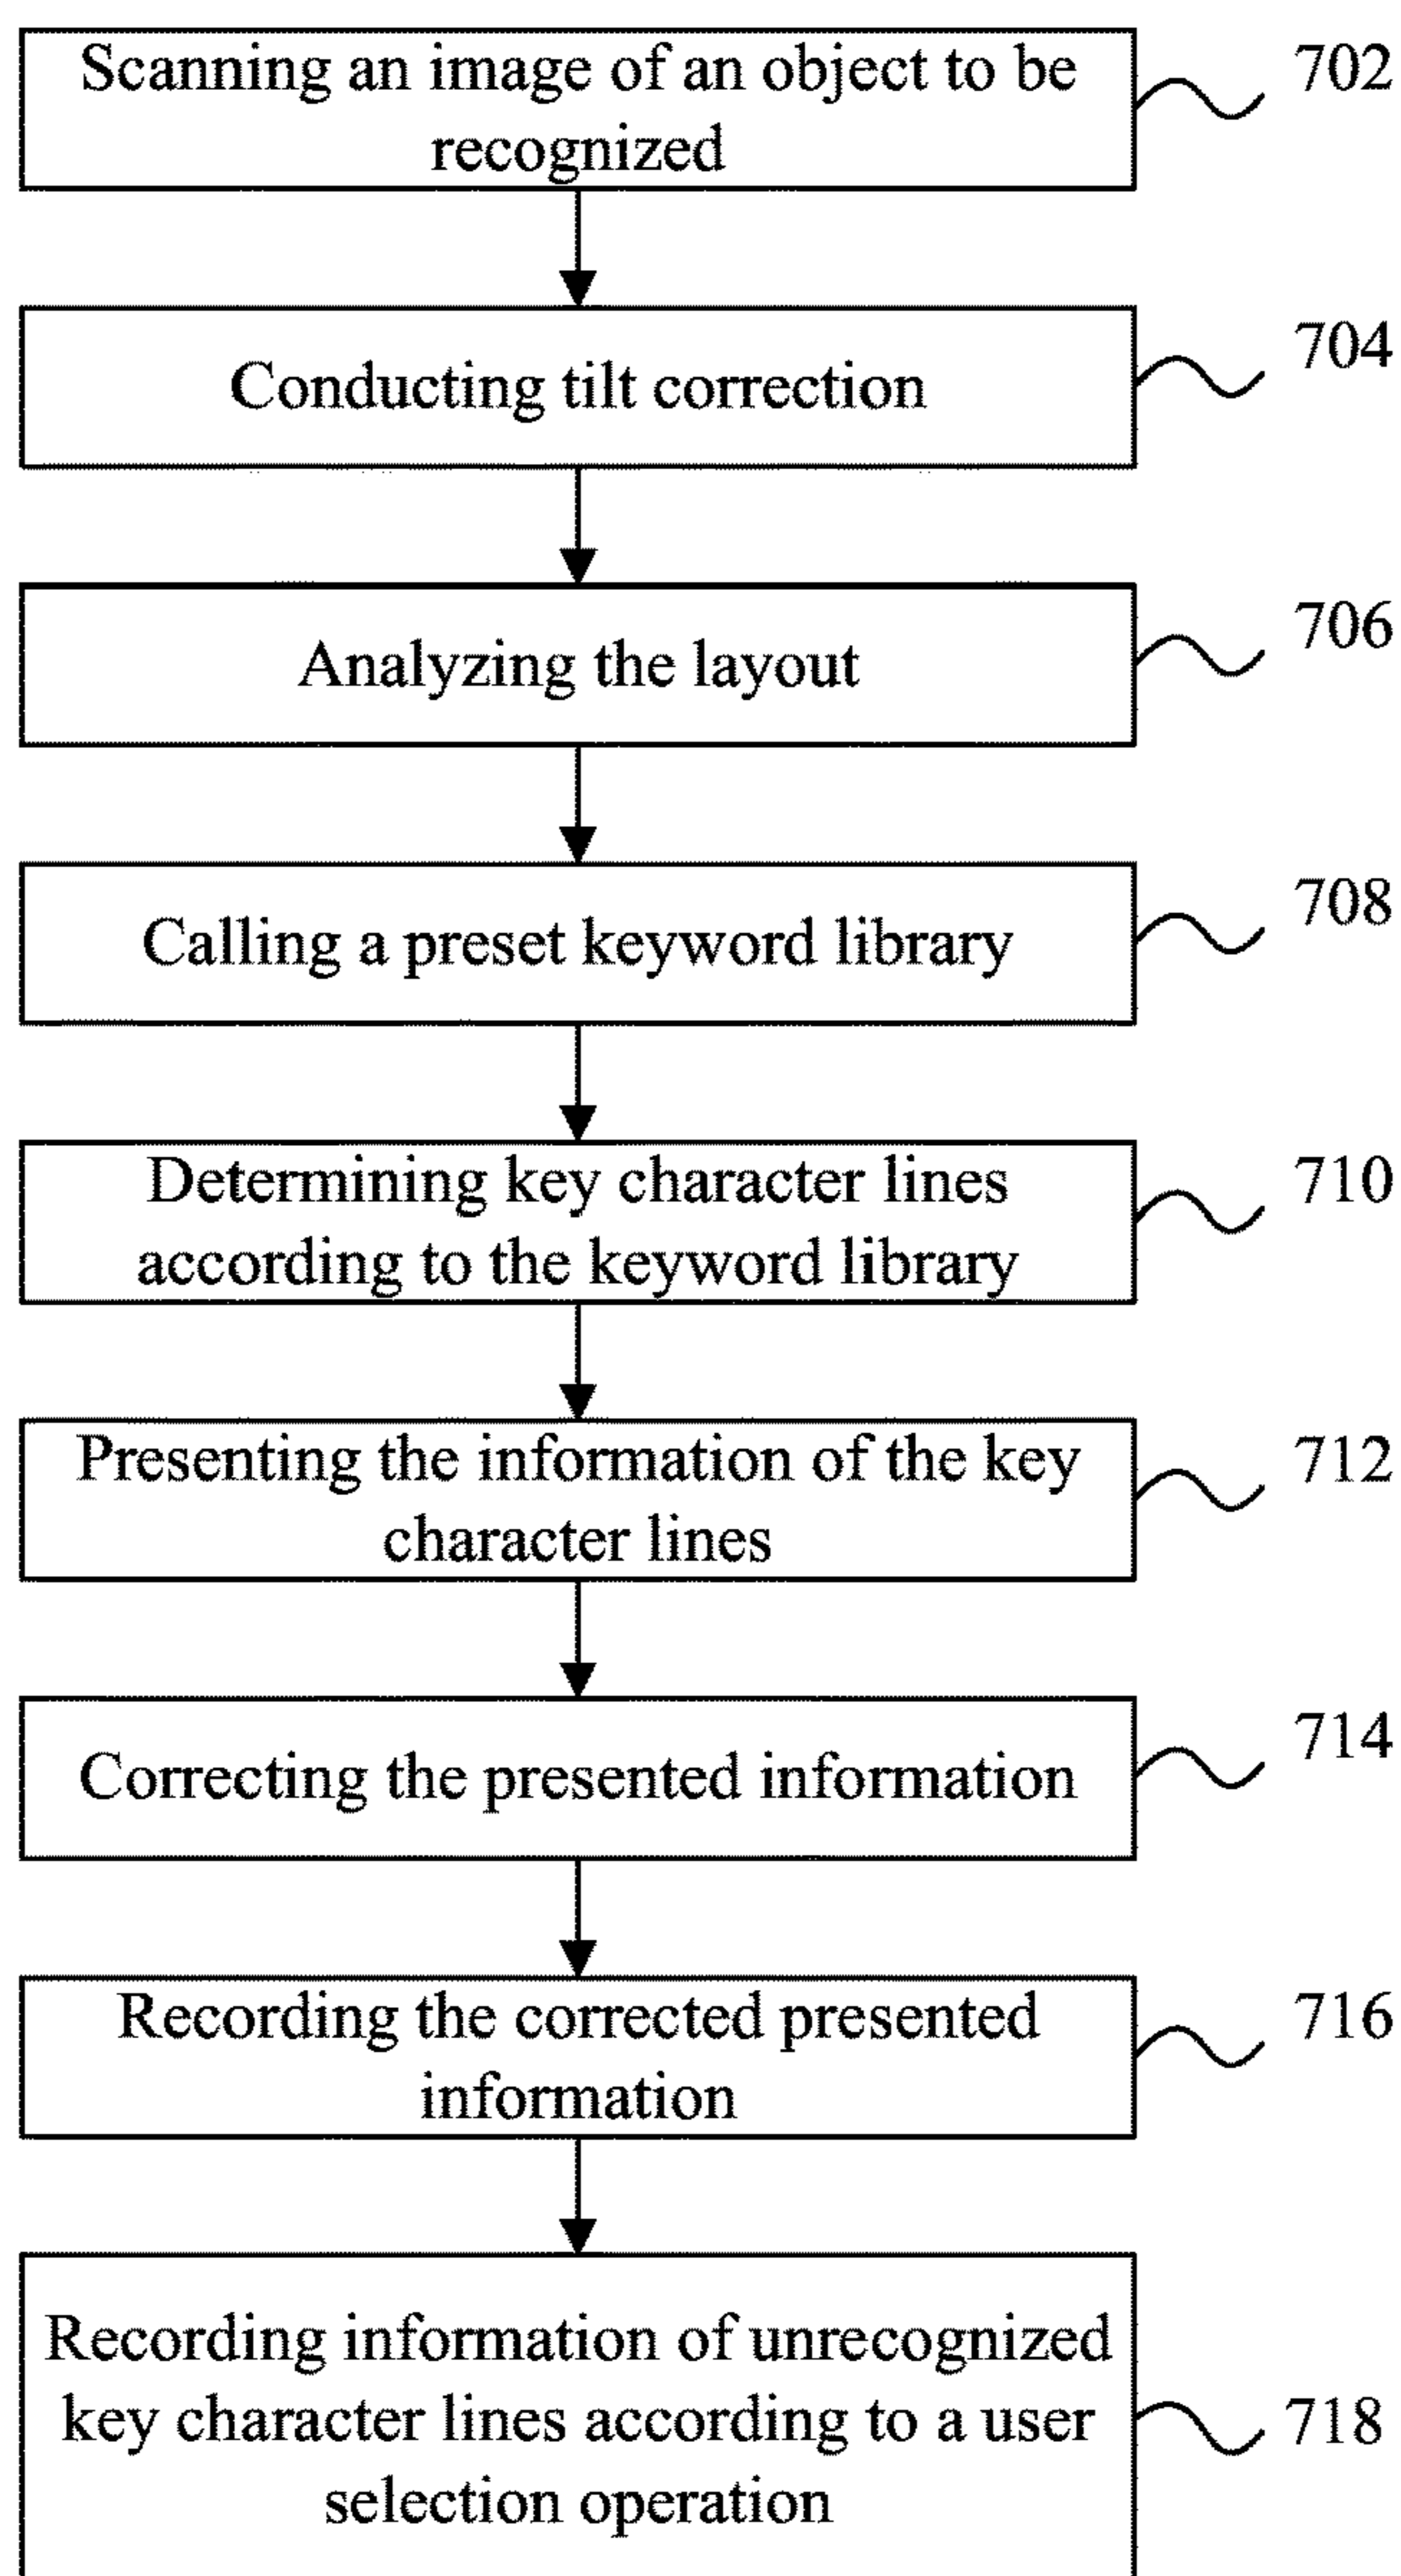 Scanning an image of an object to be
recognized
702
Conducting tilt correction
704
Analyzing the layout
706
Calling a preset keyword library
708
Determining key character lines
according to the keyword library
710
Presenting the information of the key
character lines
712
Correcting the presented information
714
Recording the corrected presented
information
716
Recording information of unrecognized
key character lines according to a user
selection operation
718